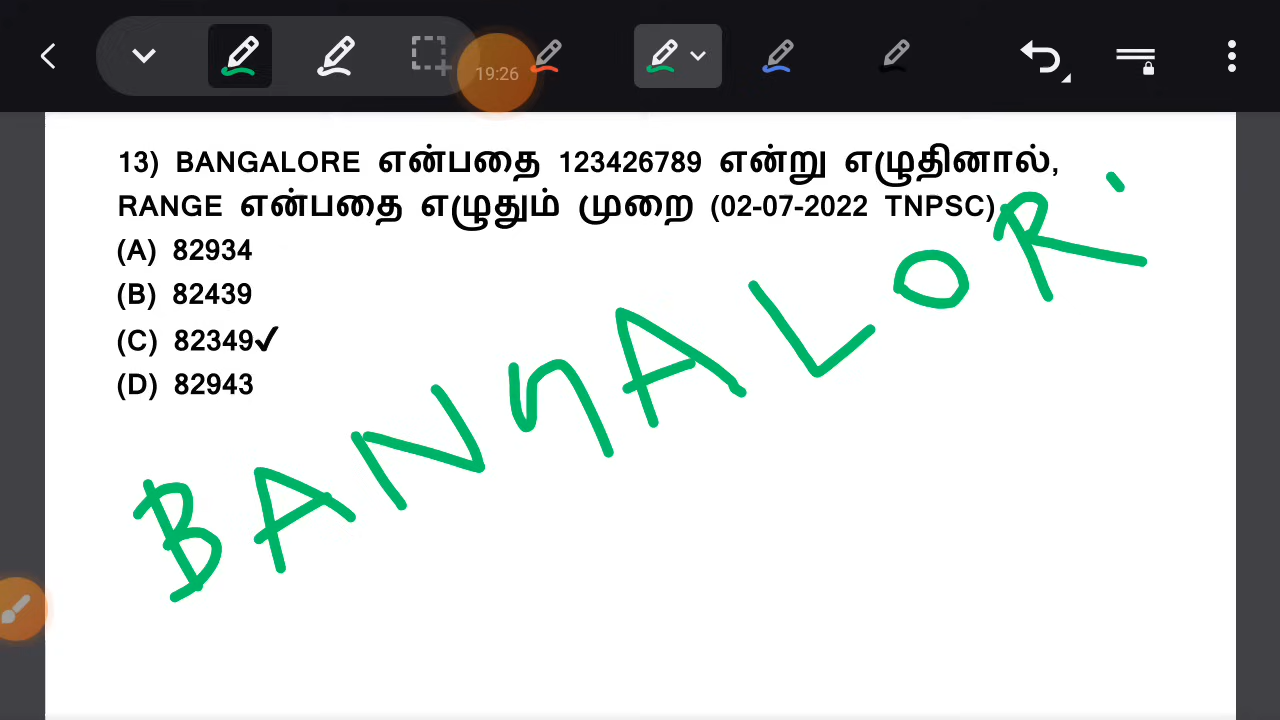 19:26
13) BANGALORE என்பதை 123426789 என்று எழுதினால்,
RANGE என்பதை எழுதும் முறை (02-07-2022 TNPSC)
(A) 82934
(B) 82439
(C) 82349✓
(D) 82943
BANGALOR